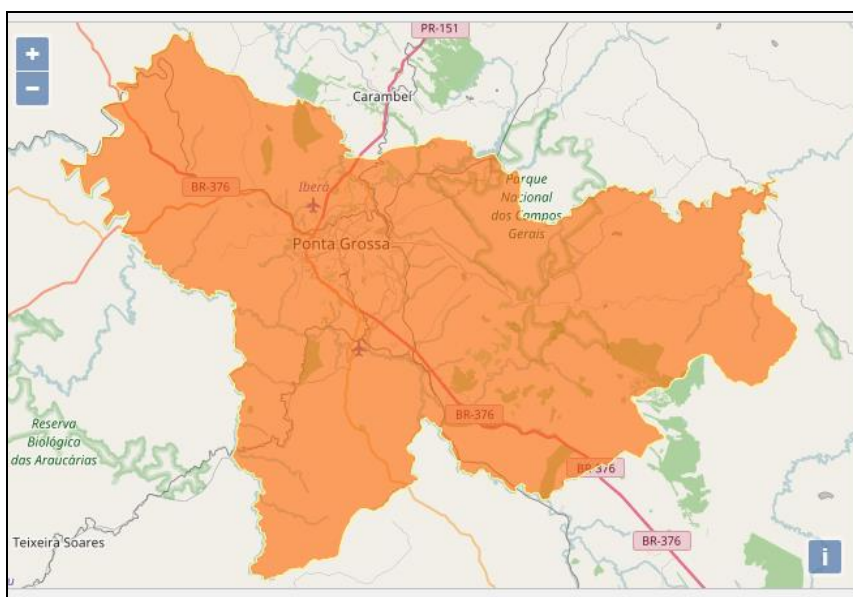 PR-151
+
−
Carambeí
BR-376
Iberá
Parque
Nacional
dos Campos
Gerais
Ponta Grossa
BR-376
Reserva
Biológica
das Araucárias
BR-376
Teixeira Soares
BR-376
i
u